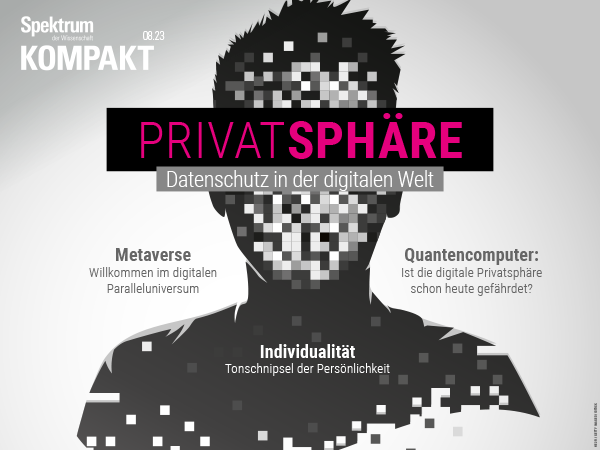 Spektrum
der Wissenschaft
08.23
KOMPAKT
PRIVATSPHÄRE
Datenschutz in der digitalen Welt
Metaverse
Willkommen im digitalen
Paralleluniversum
Quantencomputer:
Ist die digitale Privatsphäre
schon heute gefährdet?
Individualität
Tonschnipsel der Persönlichkeit